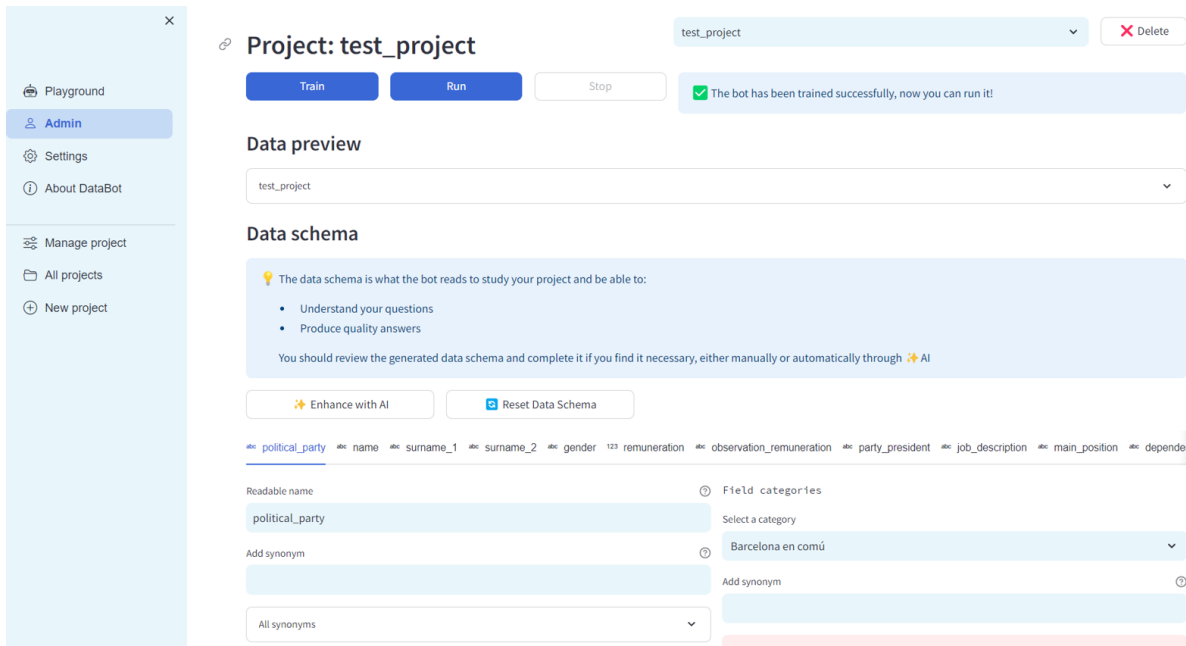 Playground
Admin
Settings
About DataBot
Manage project
All projects
New project
Project: test_project
test_project
Delete
Train
Run
Stop
The bot has been trained successfully, now you can run it!
Data preview
test_project
Data schema
The data schema is what the bot reads to study your project and be able to:
Understand your questions
Produce quality answers
You should review the generated data schema and complete it if you find it necessary, either manually or automatically through ✨ AI
Enhance with AI
Reset Data Schema
abc political_party abc name abc surname_1 abc surname_2 abc gender 123 remuneration abc observation_remuneration abc party_president abc job_description abc main_position abc depende
Readable name
political_party
Add synonym
All synonyms
Field categories
Select a category
Barcelona en comú
Add synonym